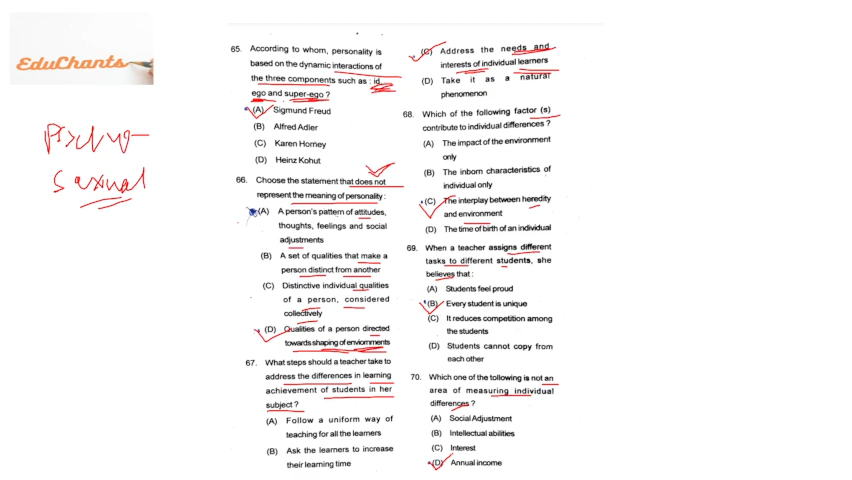 EduChants
Psycho-
Sexual
65. According to whom, personality is
based on the dynamic interactions of
the three components such as : id,
ego and super-ego ?
(A) Sigmund Freud
(B) Alfred Adler
(C) Karen Horney
(D) Heinz Kohut
66. Choose the statement that does not
represent the meaning of personality :
(A) A person's pattern of attitudes,
thoughts, feelings and social
adjustments
(B) A set of qualities that make a
person distinct from another
(C) Distinctive individual qualities
of a person, considered
collectively
(D) Qualities of a person directed
towards shaping of enviornments
67. What steps should a teacher take to
address the differences in learning
achievement of students in her
subject ?
(A) Follow a uniform way of
teaching for all the learners
(B) Ask the learners to increase
their learning time
(C) Address the needs and
interests of individual learners
(D) Take it as a natural
phenomenon
68. Which of the following factor (s)
contribute to individual differences ?
(A) The impact of the environment
only
(B) The inborn characteristics of
individual only
(C) The interplay between heredity
and environment
(D) The time of birth of an individual
69. When a teacher assigns different
tasks to different students, she
believes that :
(A) Students feel proud
(B) Every student is unique
(C) It reduces competition among
the students
(D) Students cannot copy from
each other
70. Which one of the following is not an
area of measuring individual
differences ?
(A) Social Adjustment
(B) Intellectual abilities
(C) Interest
(D) Annual income